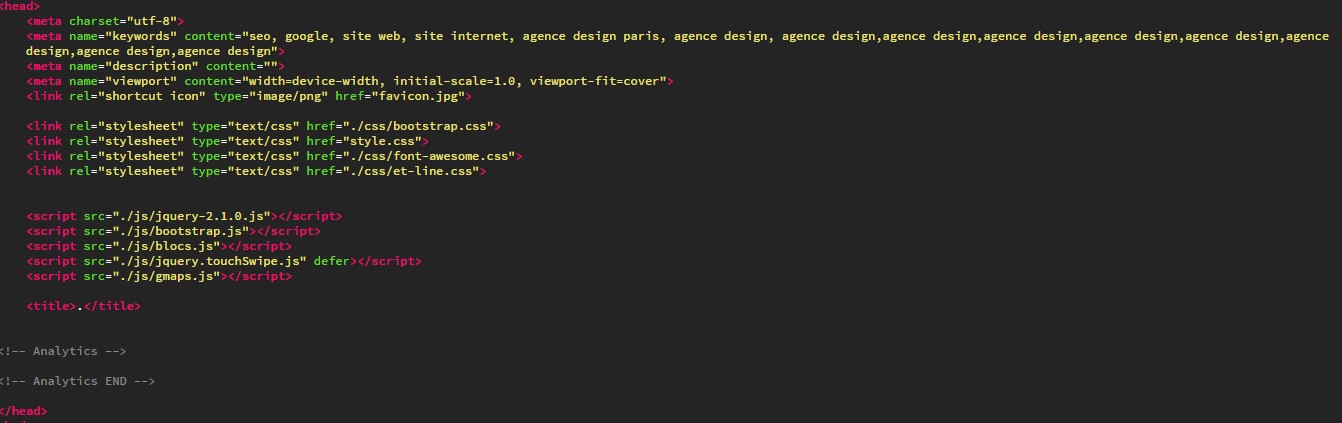 <head>
<meta charset="utf-8">
<meta name="keywords" content="seo, google, site web, site internet, agence design paris, agence design, agence design,agence design,agence design,agence design,agence design,agence
design,agence design,agence design">
<meta name="description" content="">
<meta name="viewport" content="width=device-width, initial-scale=1.0, viewport-fit=cover">
<link rel="shortcut icon" type="image/png" href="favicon.jpg">
<link rel="stylesheet" type="text/css" href="./css/bootstrap.css">
<link rel="stylesheet" type="text/css" href="style.css">
<link rel="stylesheet" type="text/css" href="./css/font-awesome.css">
<link rel="stylesheet" type="text/css" href="./css/et-line.css">
<script src="./js/jquery-2.1.0.js"></script>
<script src="./js/bootstrap.js"></script>
<script src="./js/blocs.js"></script>
<script src="./js/jquery.touchSwipe.js" defer></script>
<script src="./js/gmaps.js"></script>
<title>.</title>
<!-- Analytics -->
<!-- Analytics END -->
</head>